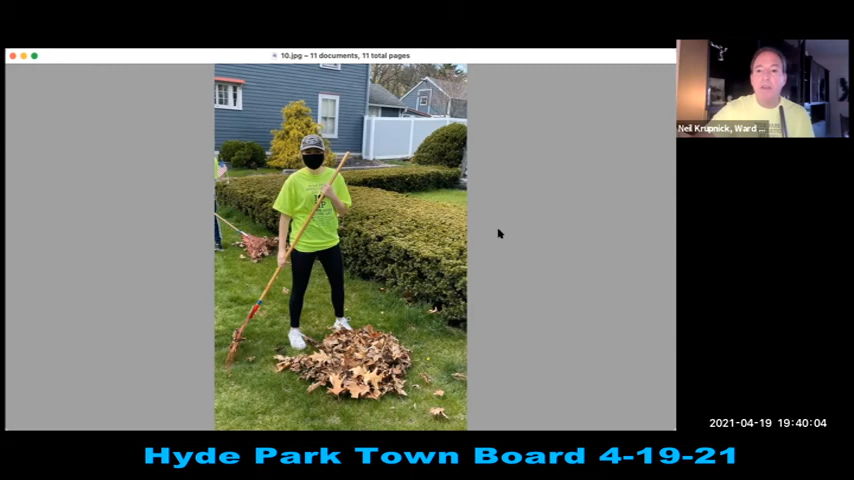 10.jpg – 11 documents, 11 total pages
Neil Krupnick, Ward ...
2021-04-19 19:40:04
Hyde Park Town Board 4-19-21